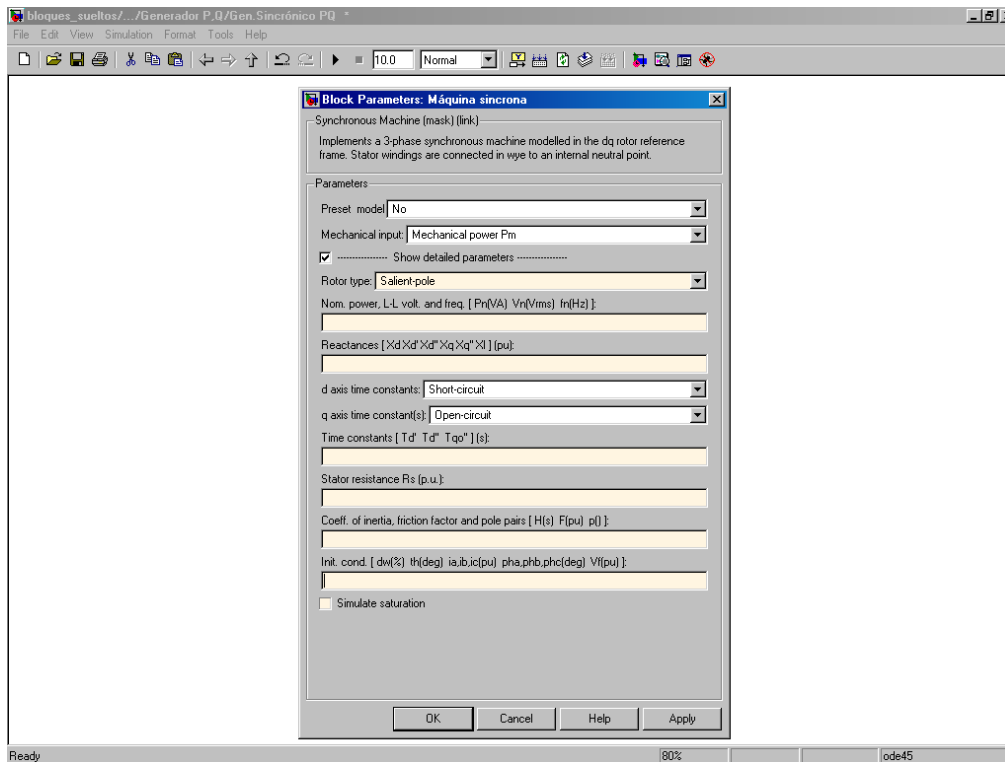 bloques_sueltos/.../Generador P,Q/Gen.Sincrónico PQ *
File Edit View Simulation Format Tools Help
10.0 Normal
Block Parameters: Máquina sincrona
Synchronous Machine (mask) (link)
Implements a 3-phase synchronous machine modelled in the dq rotor reference
frame. Stator windings are connected in wye to an internal neutral point.
Parameters
Preset model No
Mechanical input: Mechanical power Pm
---------------- Show detailed parameters ----------------
Rotor type: Salient-pole
Nom. power, L-L volt. and freq. [ Pn(VA) Vn(Vrms) fn(Hz) ]:
Reactances [ Xd Xd' Xd'' Xq Xq'' Xl ] (pu):
d axis time constants: Short-circuit
q axis time constant(s): Open-circuit
Time constants [ Td' Td'' Tqo'' ] (s):
Stator resistance Rs (p.u.):
Coeff. of inertia, friction factor and pole pairs [ H(s) F(pu) p() ]:
Init. cond. [ dw(%) th(deg) ia,ib,ic(pu) pha,phb,phc(deg) Vf(pu) ]:
Simulate saturation
OK Cancel Help Apply
Ready 80% ode45